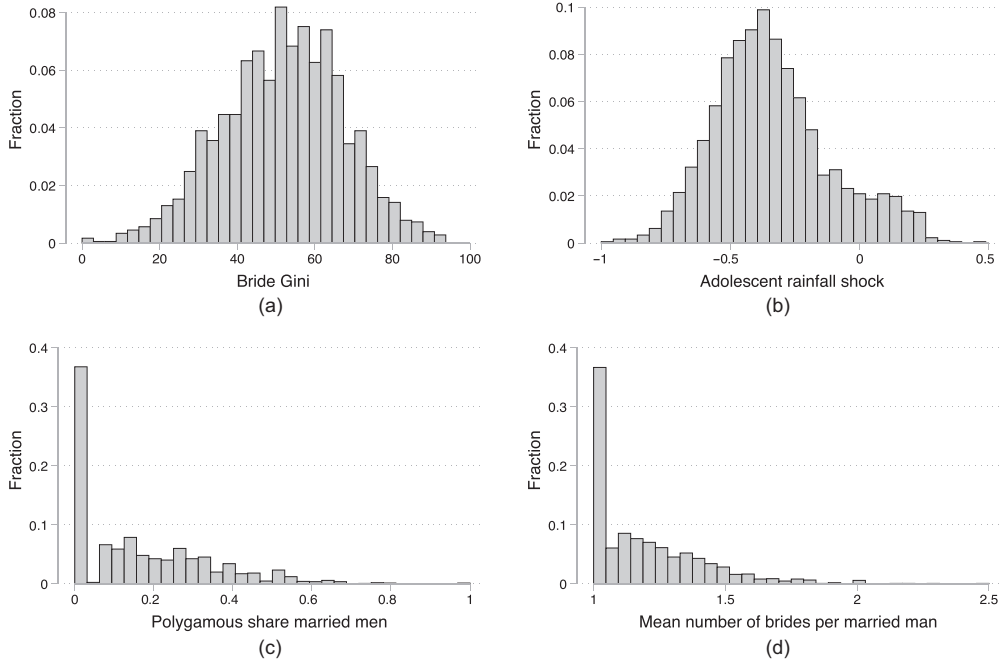 0.08
0.06
0.04
0.02
0
Fraction
0 20 40 60 80 100
Bride Gini
(a)
0.1
0.08
0.06
0.04
0.02
0
Fraction
−1 −0.5 0 0.5
Adolescent rainfall shock
(b)
0.4
0.3
0.2
0.1
0
Fraction
0 0.2 0.4 0.6 0.8 1
Polygamous share married men
(c)
0.4
0.3
0.2
0.1
0
Fraction
1 1.5 2 2.5
Mean number of brides per married man
(d)